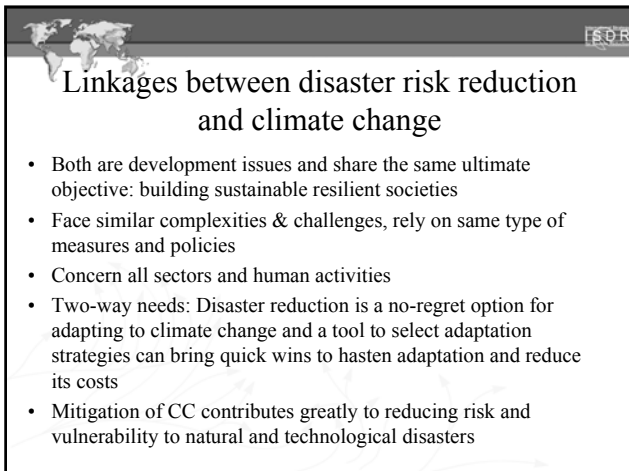 ISDR
Linkages between disaster risk reduction
and climate change
• Both are development issues and share the same ultimate
objective: building sustainable resilient societies
• Face similar complexities & challenges, rely on same type of
measures and policies
• Concern all sectors and human activities
• Two-way needs: Disaster reduction is a no-regret option for
adapting to climate change and a tool to select adaptation
strategies can bring quick wins to hasten adaptation and reduce
its costs
• Mitigation of CC contributes greatly to reducing risk and
vulnerability to natural and technological disasters